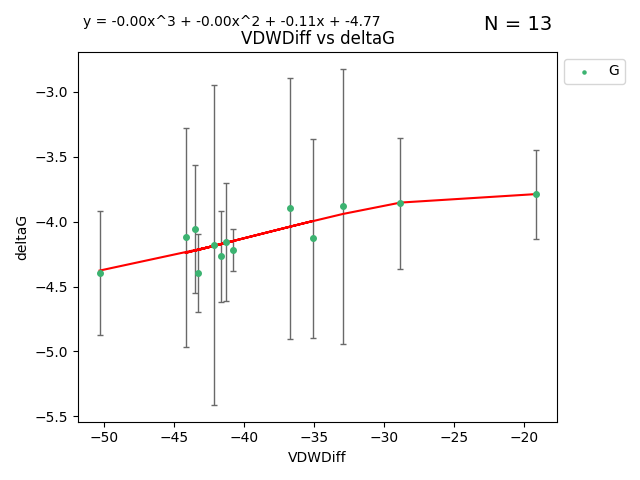 y = -0.00x^3 + -0.00x^2 + -0.11x + -4.77
N = 13
VDWDiff vs deltaG
G
−3.0
−3.5
−4.0
−4.5
−5.0
−5.5
deltaG
−50 −45 −40 −35 −30 −25 −20
VDWDiff